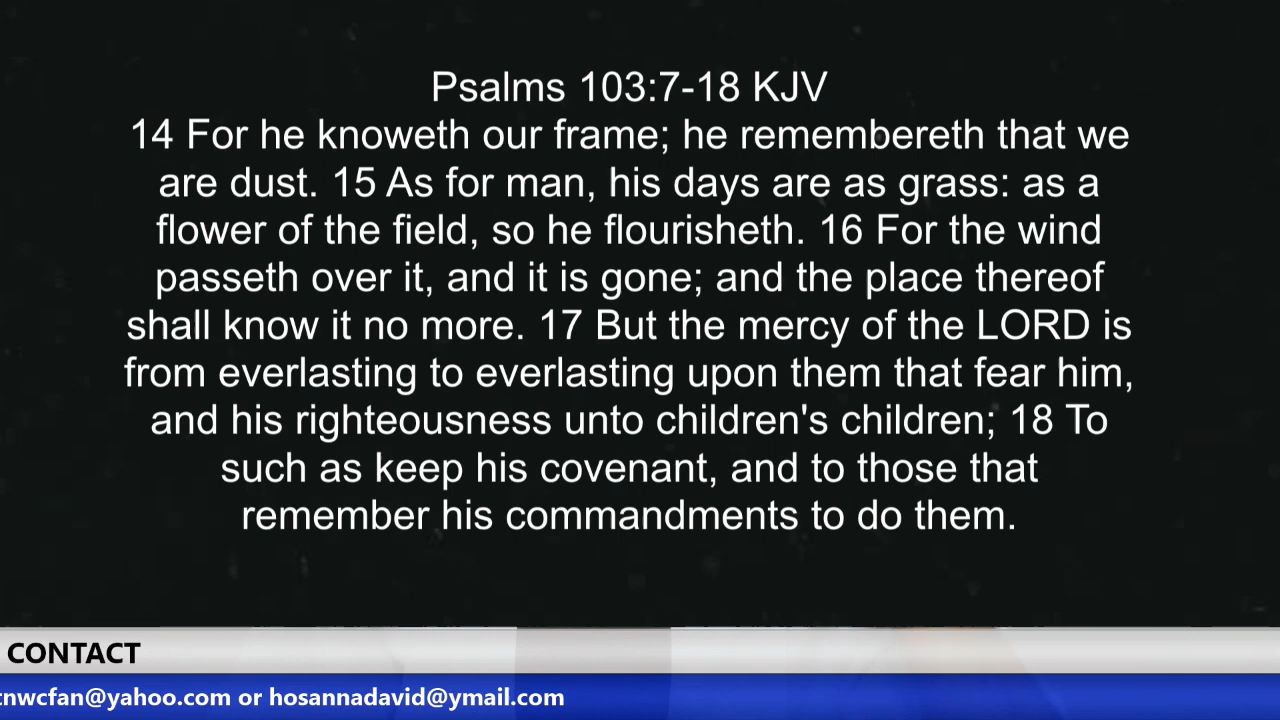 Psalms 103:7-18 KJV
14 For he knoweth our frame; he remembereth that we
are dust. 15 As for man, his days are as grass: as a
flower of the field, so he flourisheth. 16 For the wind
passeth over it, and it is gone; and the place thereof
shall know it no more. 17 But the mercy of the LORD is
from everlasting to everlasting upon them that fear him,
and his righteousness unto children's children; 18 To
such as keep his covenant, and to those that
remember his commandments to do them.
CONTACT
or hosannadavid@ymail.com